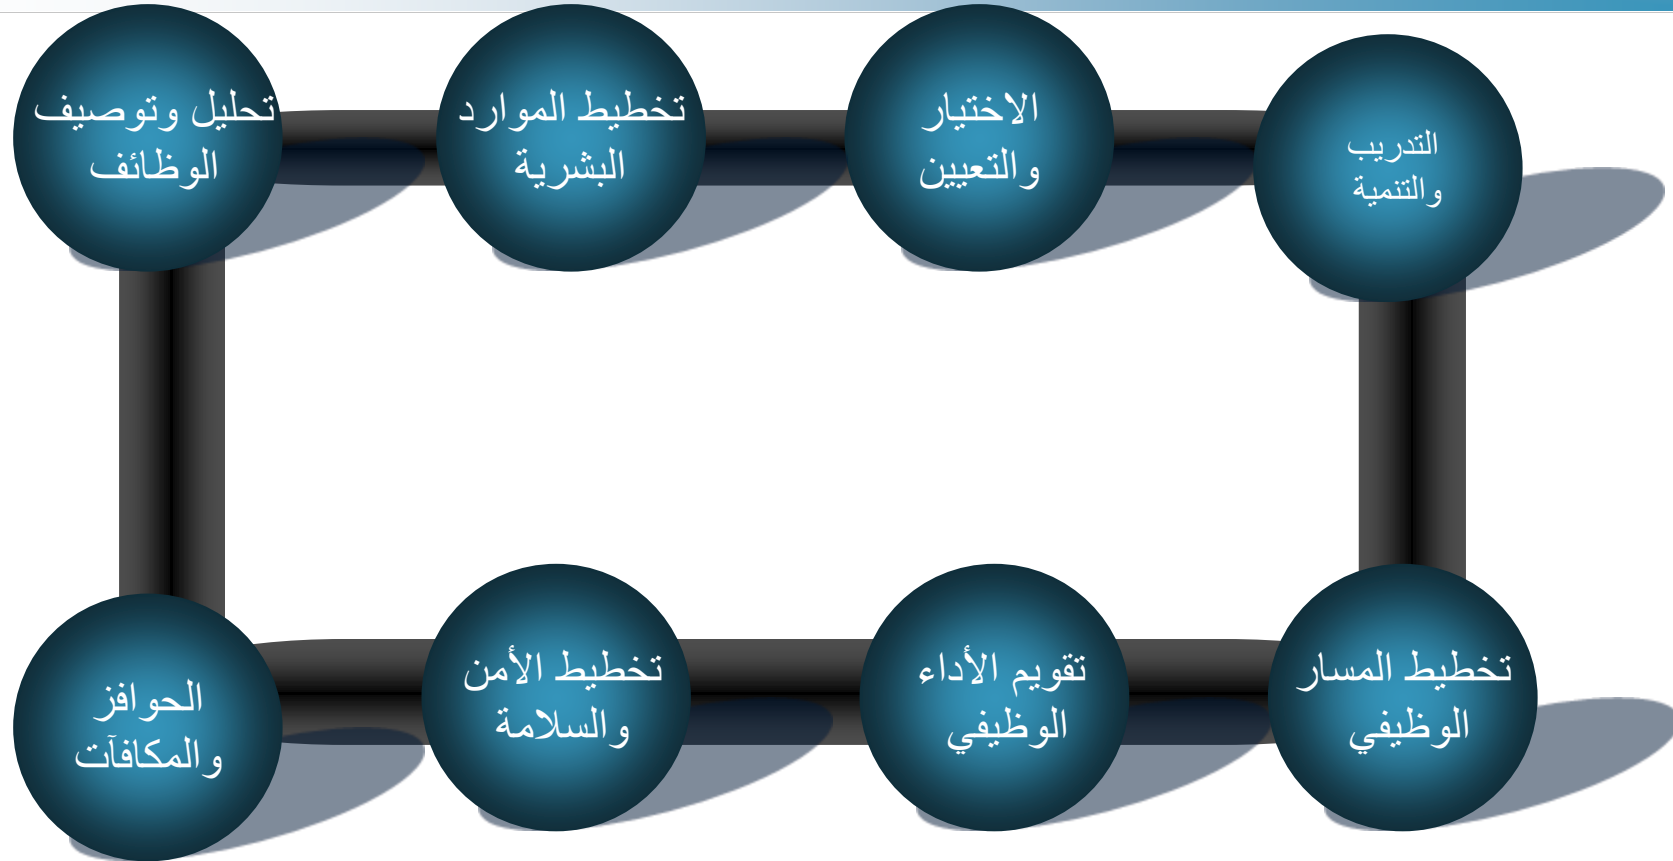 التدريب
والتنمية
الاختيار
والتعيين
تخطيط الموارد
البشرية
تحليل وتوصيف
الوظائف
تخطيط المسار
الوظيفي
تقويم الأداء
الوظيفي
تخطيط الأمن
والسلامة
الحوافز
والمكافآت